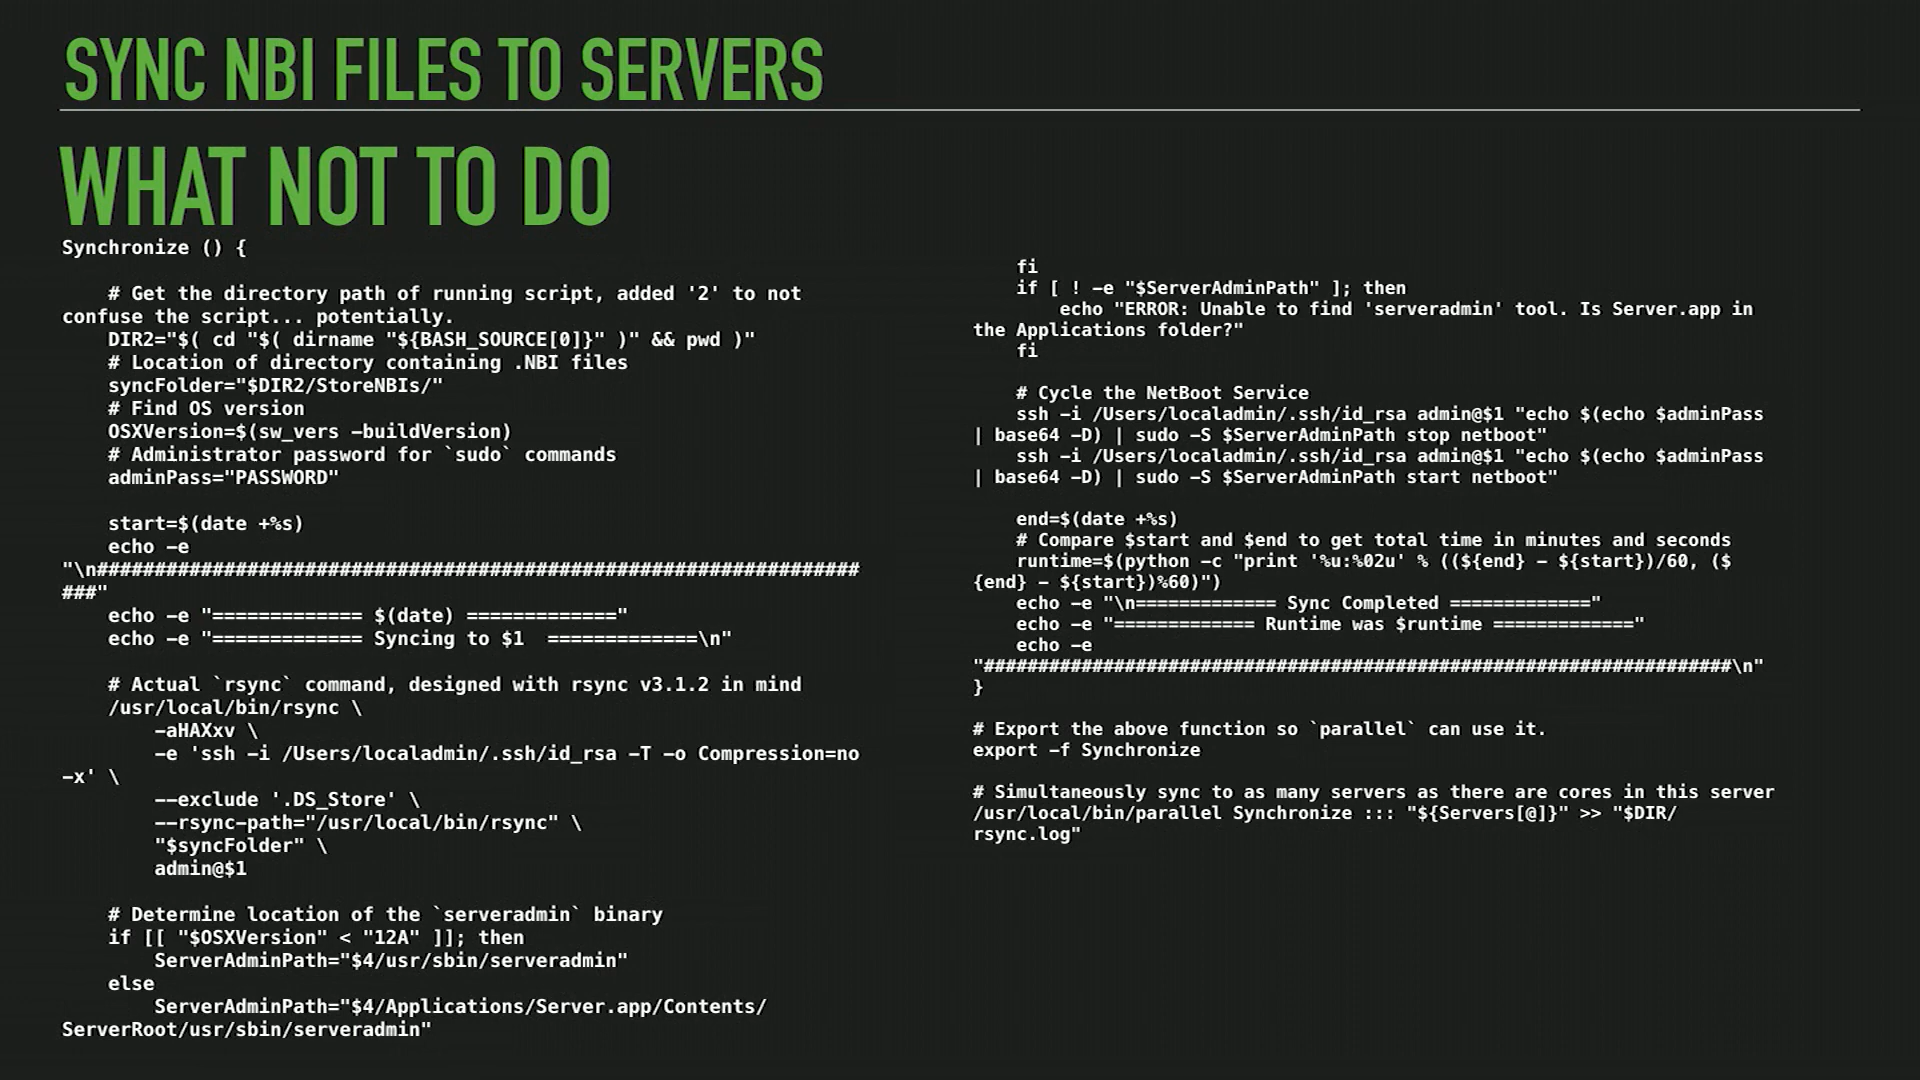 SYNC NBI FILES TO SERVERS
WHAT NOT TO DO
Synchronize () {
    # Get the directory path of running script, added '2' to not
confuse the script... potentially.
    DIR2="$( cd "$( dirname "${BASH_SOURCE[0]}" )" && pwd )"
    # Location of directory containing .NBI files
    syncFolder="$DIR2/StoreNBIs/"
    # Find OS version
    OSXVersion=$(sw_vers -buildVersion)
    # Administrator password for `sudo` commands
    adminPass="PASSWORD"
    start=$(date +%s)
    echo -e
"\n##################################################################
###"
    echo -e "============= $(date) ============="
    echo -e "============= Syncing to $1  =============\n"
    # Actual `rsync` command, designed with rsync v3.1.2 in mind
    /usr/local/bin/rsync \
        -aHAXxv \
        -e 'ssh -i /Users/localadmin/.ssh/id_rsa -T -o Compression=no
-x' \
        --exclude '.DS_Store' \
        --rsync-path="/usr/local/bin/rsync" \
        "$syncFolder" \
        admin@$1
    # Determine location of the `serveradmin` binary
    if [[ "$OSXVersion" < "12A" ]]; then
        ServerAdminPath="$4/usr/sbin/serveradmin"
    else
        ServerAdminPath="$4/Applications/Server.app/Contents/
ServerRoot/usr/sbin/serveradmin"
    fi
    if [ ! -e "$ServerAdminPath" ]; then
        echo "ERROR: Unable to find 'serveradmin' tool. Is Server.app in
the Applications folder?"
    fi
    # Cycle the NetBoot Service
    ssh -i /Users/localadmin/.ssh/id_rsa admin@$1 "echo $(echo $adminPass
| base64 -D) | sudo -S $ServerAdminPath stop netboot"
    ssh -i /Users/localadmin/.ssh/id_rsa admin@$1 "echo $(echo $adminPass
| base64 -D) | sudo -S $ServerAdminPath start netboot"
    end=$(date +%s)
    # Compare $start and $end to get total time in minutes and seconds
    runtime=$(python -c "print '%u:%02u' % ((${end} - ${start})/60, ($
{end} - ${start})%60)")
    echo -e "\n============= Sync Completed ============="
    echo -e "============= Runtime was $runtime ============="
    echo -e
"#####################################################################\n"
}
# Export the above function so `parallel` can use it.
export -f Synchronize
# Simultaneously sync to as many servers as there are cores in this server
/usr/local/bin/parallel Synchronize ::: "${Servers[@]}" >> "$DIR/
rsync.log"